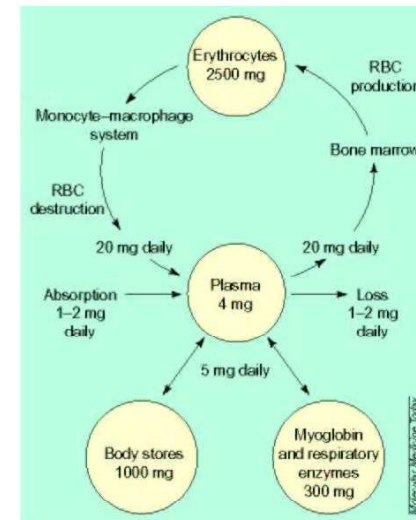 Erythrocytes
2500 mg
RBC
production
Monocyte–macrophage
system
Bone marrow
RBC
destruction
20 mg daily
20 mg daily
Absorption
1–2 mg
daily
Plasma
4 mg
Loss
1–2 mg
daily
5 mg daily
Body stores
1000 mg
Myoglobin
and respiratory
enzymes
300 mg
Medicine Today